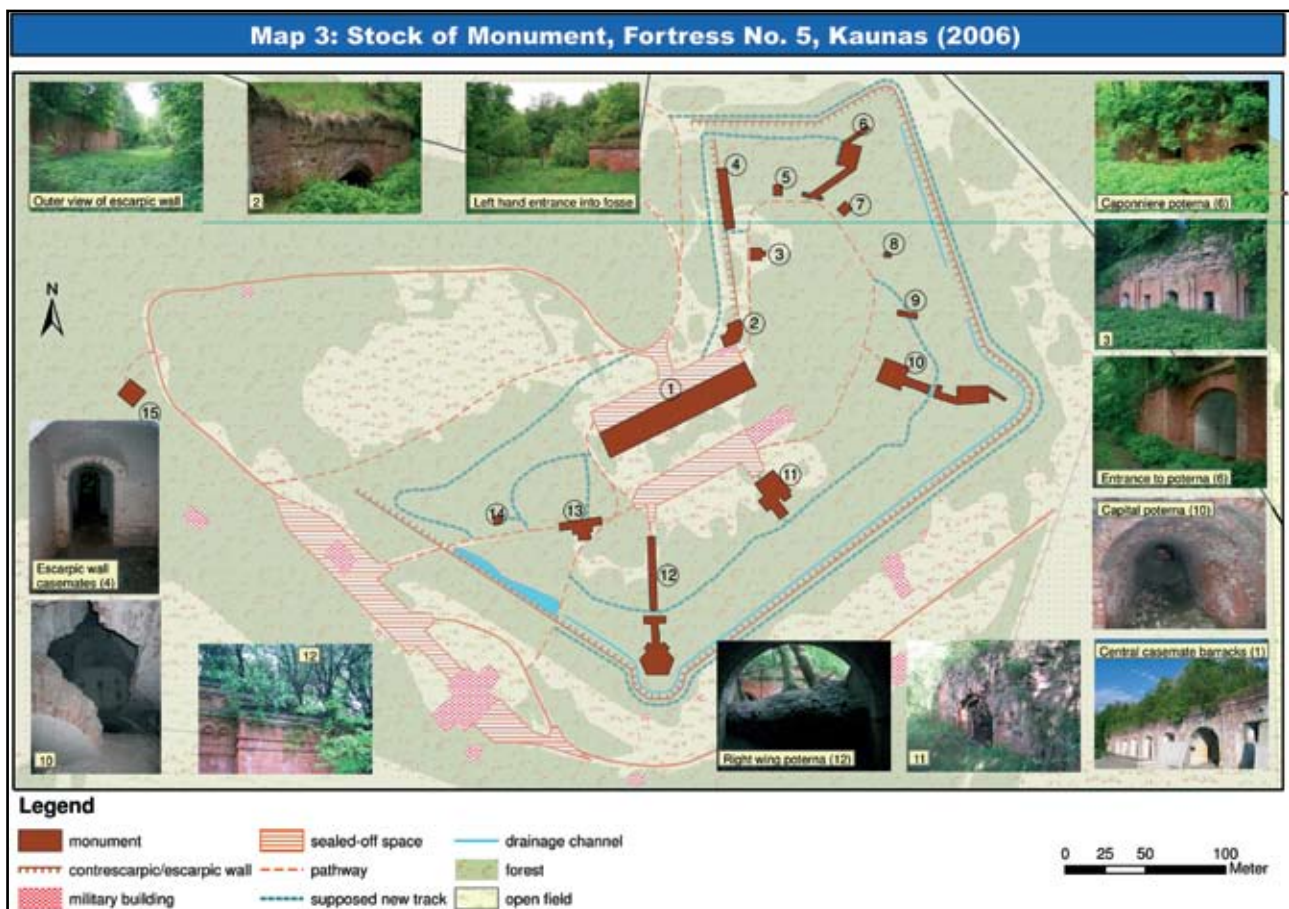 Map 3: Stock of Monument, Fortress No. 5, Kaunas (2006)
Outer view of escarpic wall
2
Left hand entrance into fosse
Caponniere poterna (6)
3
Entrance to poterna (6)
Capital poterna (10)
Central casemate barracks (1)
11
Right wing poterna (12)
12
10
Escarpic wall
casemates (4)
N
1
2
3
4
5
6
7
8
9
10
11
12
13
14
15
Legend
monument
contrescarpic/escarpic wall
military building
sealed-off space
pathway
supposed new track
drainage channel
forest
open field
0 25 50 100
Meter